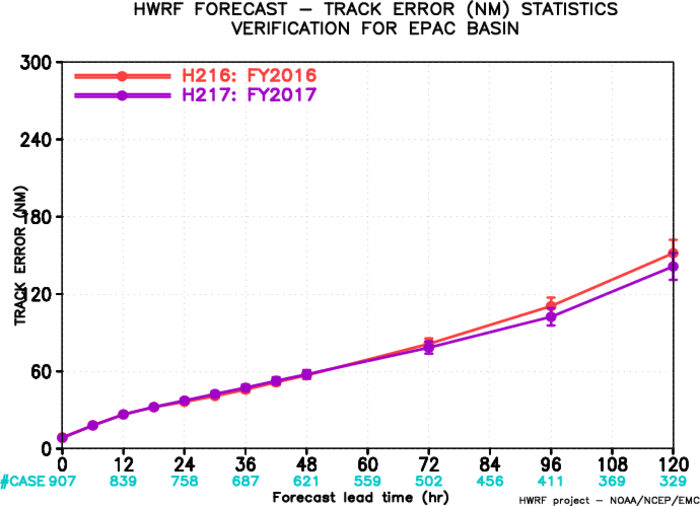 HWRF FORECAST – TRACK ERROR (NM) STATISTICS
VERIFICATION FOR EPAC BASIN
H216: FY2016
H217: FY2017
300
240
180
120
60
0
TRACK ERROR (NM)
0 12 24 36 48 60 72 84 96 108 120
#CASE 907 839 758 687 621 559 502 456 411 369 329
Forecast lead time (hr)
HWRF project – NOAA/NCEP/EMC